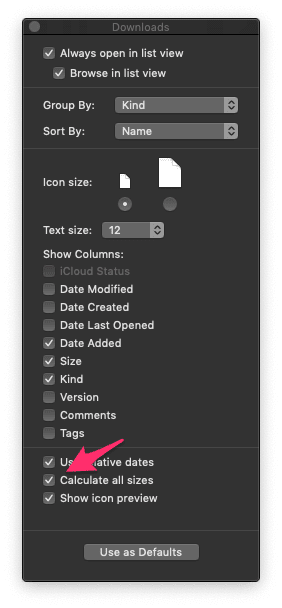 Downloads
Always open in list view
Browse in list view
Group By: Kind
Sort By: Name
Icon size:
Text size: 12
Show Columns:
iCloud Status
Date Modified
Date Created
Date Last Opened
Date Added
Size
Kind
Version
Comments
Tags
dates
Calculate all sizes
Show icon preview
Use as Defaults